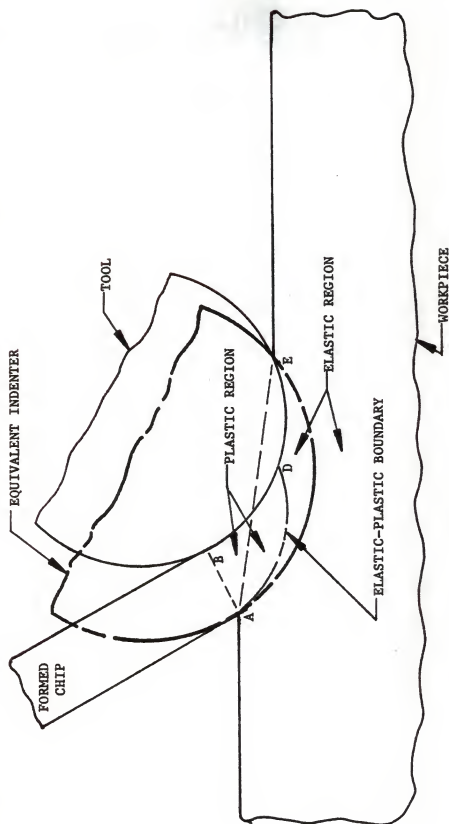 EQUIVALENT INDENTER
TOOL
FORMED
CHIP
PLASTIC REGION
B
A
E
D
ELASTIC REGION
ELASTIC-PLASTIC BOUNDARY
WORKPIECE